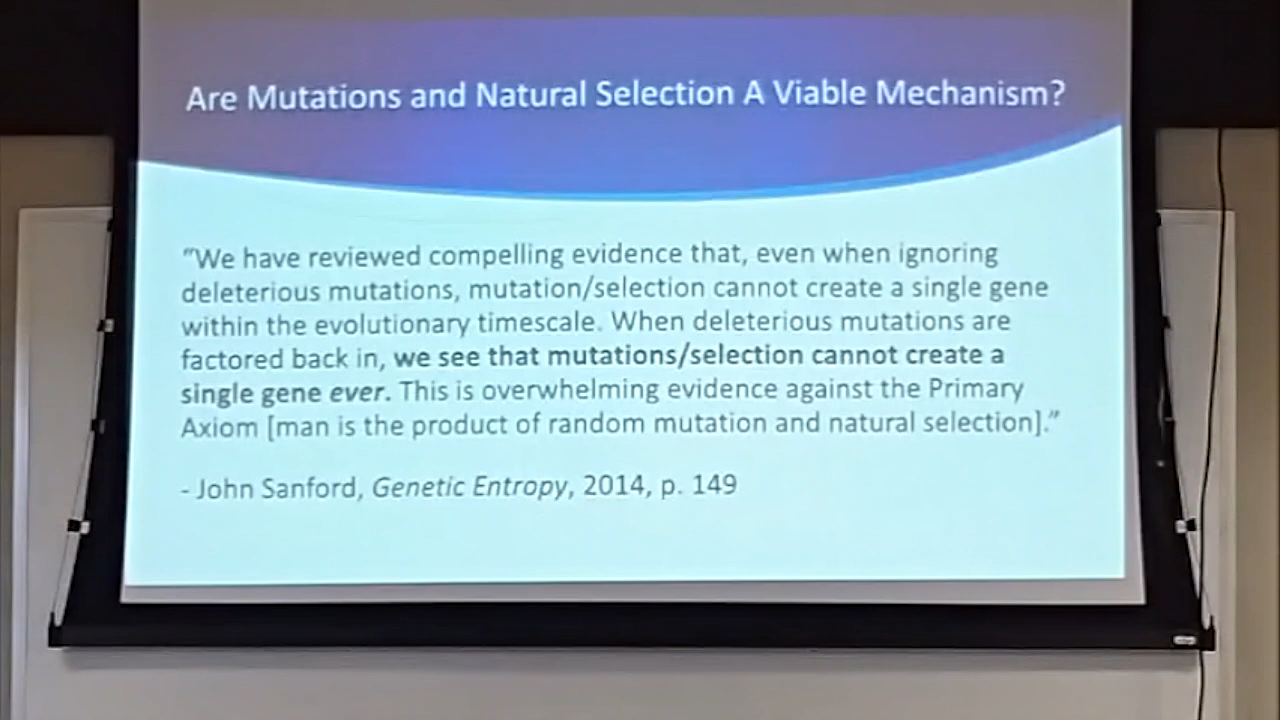 Are Mutations and Natural Selection A Viable Mechanism?
"We have reviewed compelling evidence that, even when ignoring
deleterious mutations, mutation/selection cannot create a single gene
within the evolutionary timescale. When deleterious mutations are
factored back in, we see that mutations/selection cannot create a
single gene ever. This is overwhelming evidence against the Primary
Axiom [man is the product of random mutation and natural selection]."
- John Sanford, Genetic Entropy, 2014, p. 149